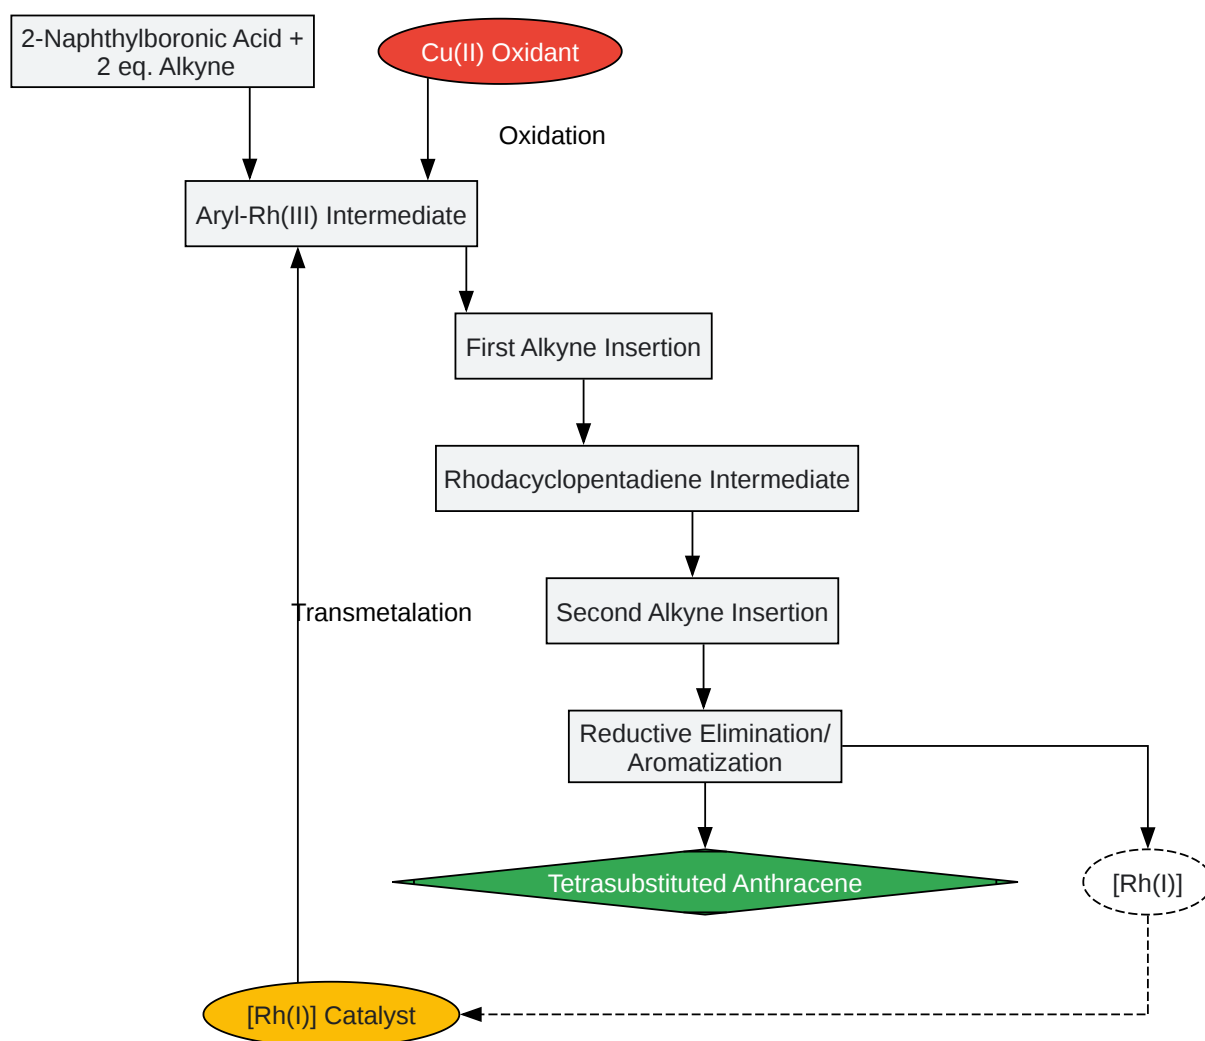 2-Naphthylboronic Acid +
2 eq. Alkyne
Cu(II) Oxidant
Oxidation
Aryl-Rh(III) Intermediate
First Alkyne Insertion
Rhodacyclopentadiene Intermediate
Second Alkyne Insertion
Transmetalation
Reductive Elimination/
Aromatization
Tetrasubstituted Anthracene
[Rh(I)]
[Rh(I)] Catalyst